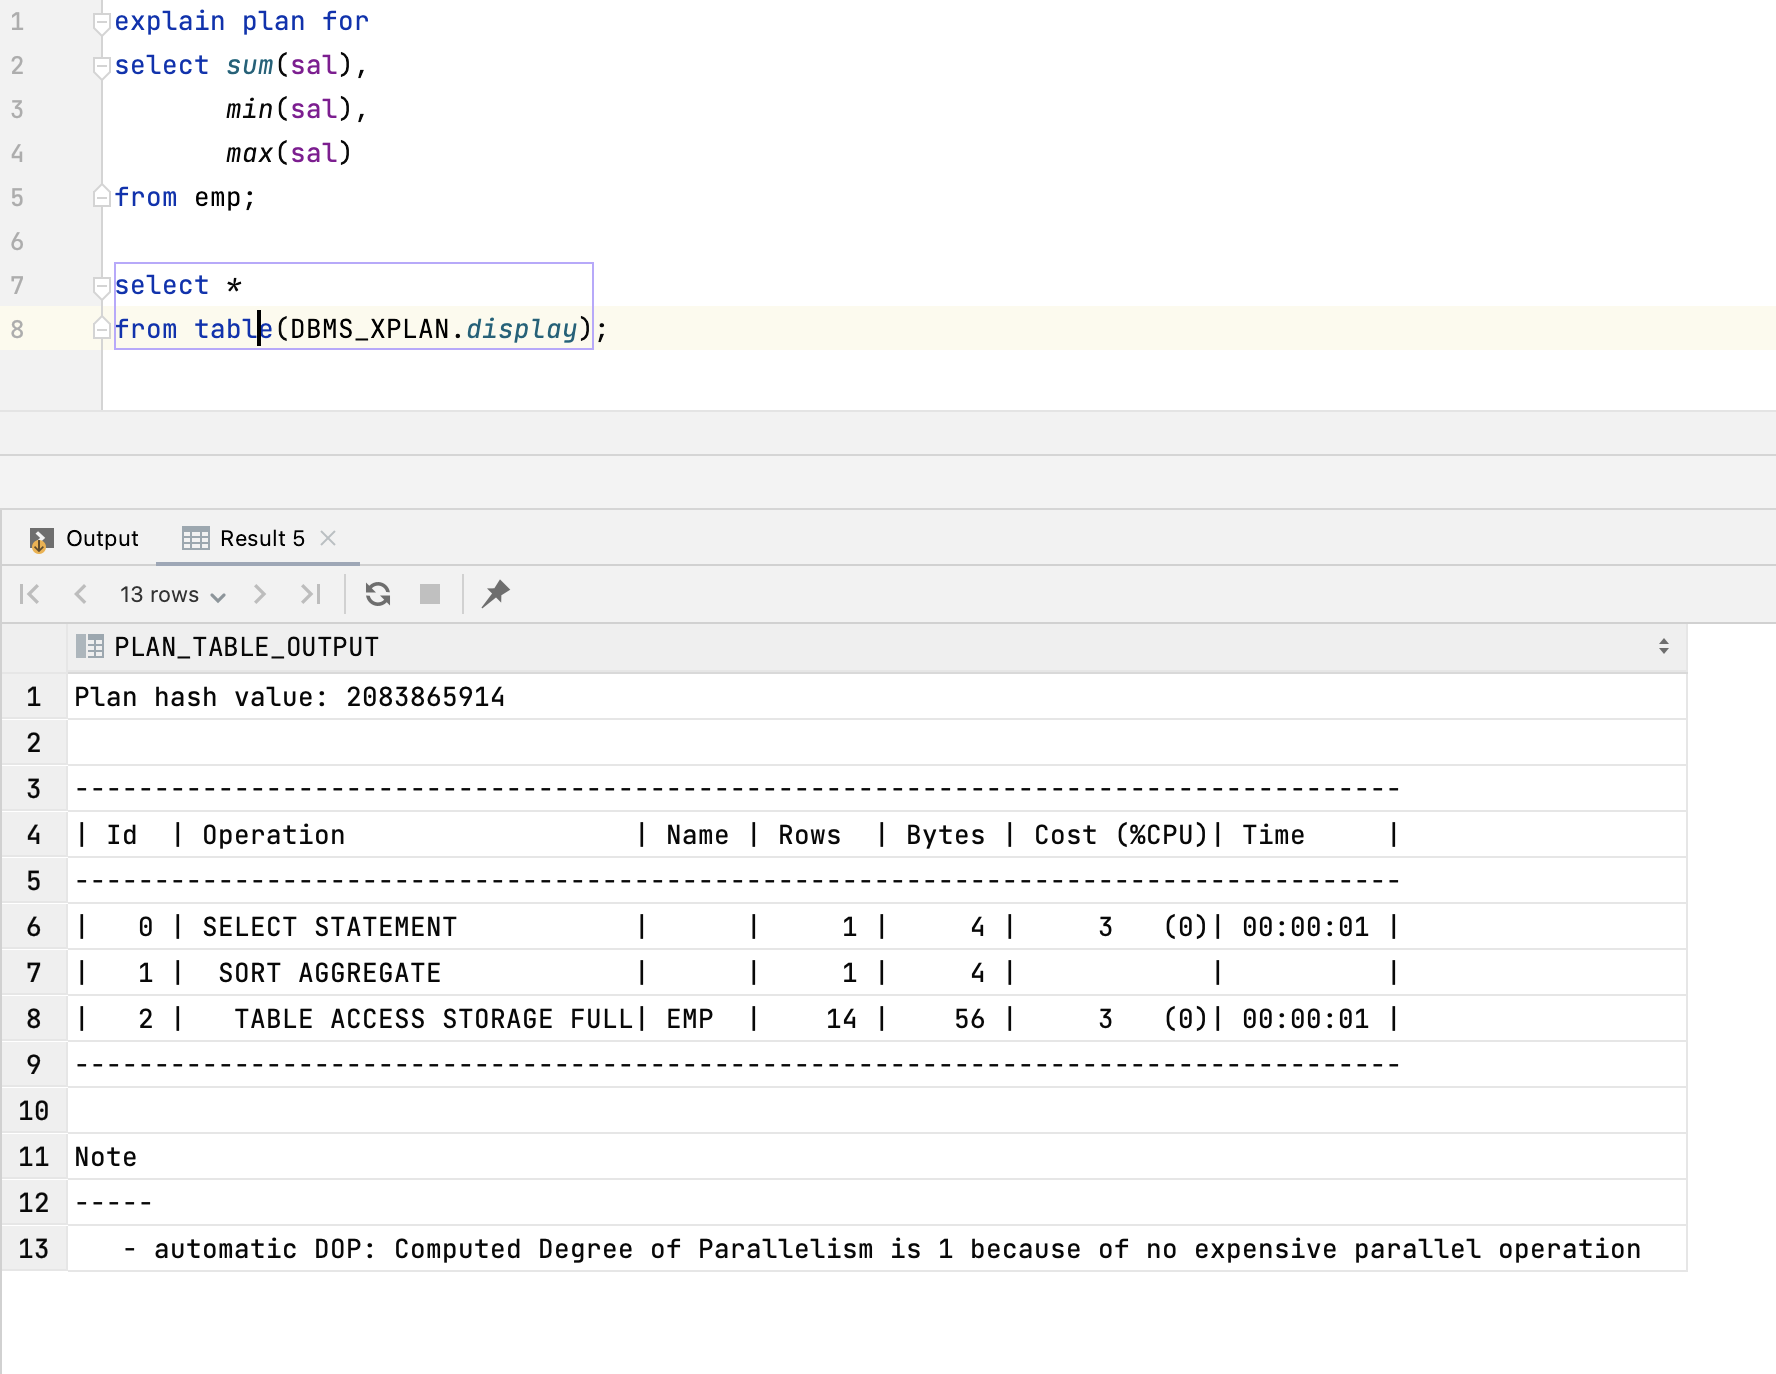 1 explain plan for
2 select sum(sal),
3        min(sal),
4        max(sal)
5 from emp;
6
7 select *
8 from table(DBMS_XPLAN.display);
Output Result 5
13 rows
PLAN_TABLE_OUTPUT
1 Plan hash value: 2083865914
2
3 -----------------------------------------------------------------------------------
4 | Id  | Operation                  | Name | Rows  | Bytes | Cost (%CPU)| Time     |
5 -----------------------------------------------------------------------------------
6 |   0 | SELECT STATEMENT           |      |     1 |     4 |     3   (0)| 00:00:01 |
7 |   1 |  SORT AGGREGATE            |      |     1 |     4 |            |          |
8 |   2 |   TABLE ACCESS STORAGE FULL| EMP  |    14 |    56 |     3   (0)| 00:00:01 |
9 -----------------------------------------------------------------------------------
10
11 Note
12 -----
13    - automatic DOP: Computed Degree of Parallelism is 1 because of no expensive parallel operation